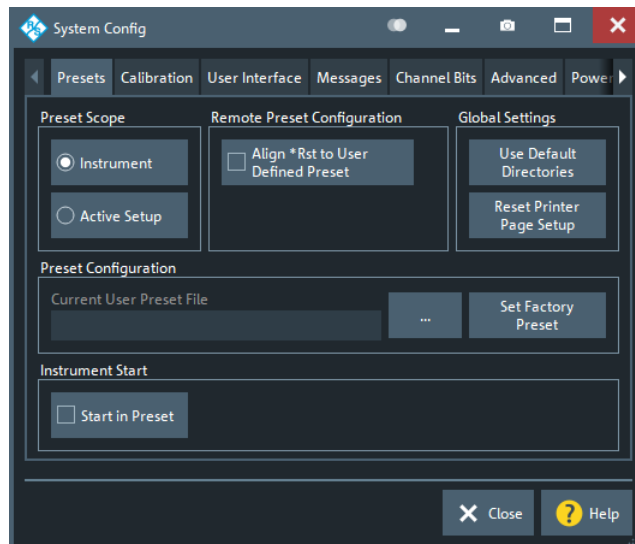 System Config
Presets Calibration User Interface Messages Channel Bits Advanced Power
Preset Scope
Instrument
Active Setup
Remote Preset Configuration
Align *Rst to User
Defined Preset
Global Settings
Use Default
Directories
Reset Printer
Page Setup
Preset Configuration
Current User Preset File
...
Set Factory
Preset
Instrument Start
Start in Preset
Close
? Help